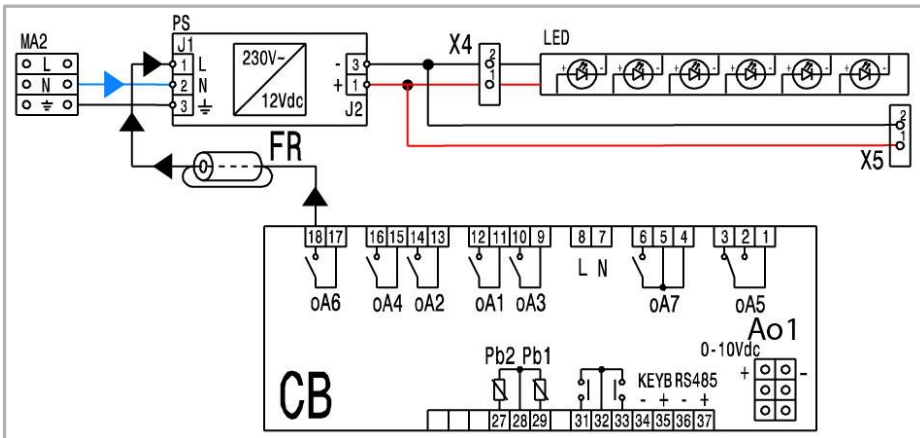 PS
MA2
J1
LED
X4
L
1 L
230V~
- 3
2
N
2 N
12Vdc
+ 1
1
3
J2
2
1
X5
FR
18 17 16 15 14 13 12 11 10 9 8 7 6 5 4 3 2 1
L N
oA6 oA4 oA2 oA1 oA3 oA7 oA5
Ao1
0-10Vdc
Pb2 Pb1
+ -
KEYB RS485
- + - +
CB
27 28 29 31 32 33 34 35 36 37